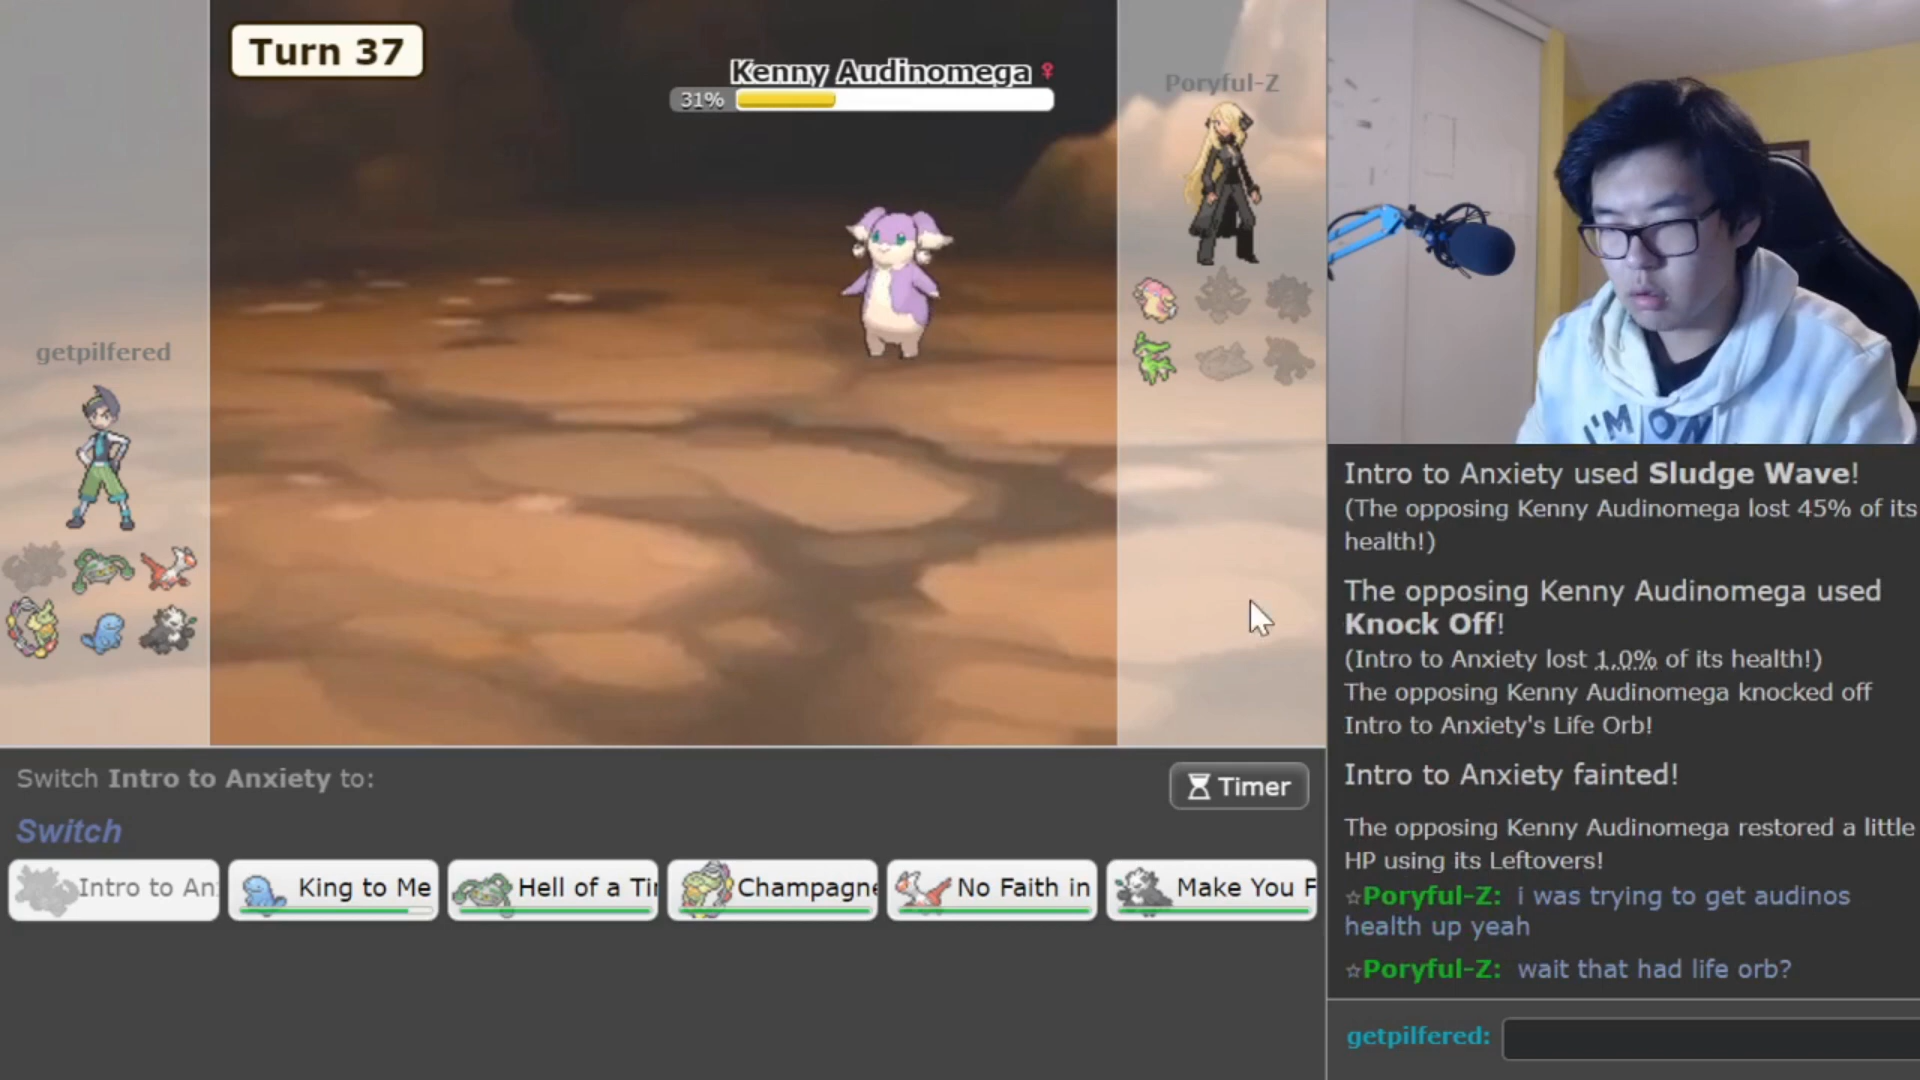 Turn 37
Kenny Audinomega ♀
31%
Poryful-Z
getpilfered
I'M ON
Switch Intro to Anxiety to:
Timer
Switch
Intro to An
King to Me
Hell of a Ti
Champagne
No Faith in
Make You F
Intro to Anxiety used Sludge Wave!
(The opposing Kenny Audinomega lost 45% of its
health!)
The opposing Kenny Audinomega used
Knock Off!
(Intro to Anxiety lost 1.0% of its health!)
The opposing Kenny Audinomega knocked off
Intro to Anxiety's Life Orb!
Intro to Anxiety fainted!
The opposing Kenny Audinomega restored a little
HP using its Leftovers!
☆Poryful-Z: i was trying to get audinos
health up yeah
☆Poryful-Z: wait that had life orb?
getpilfered: